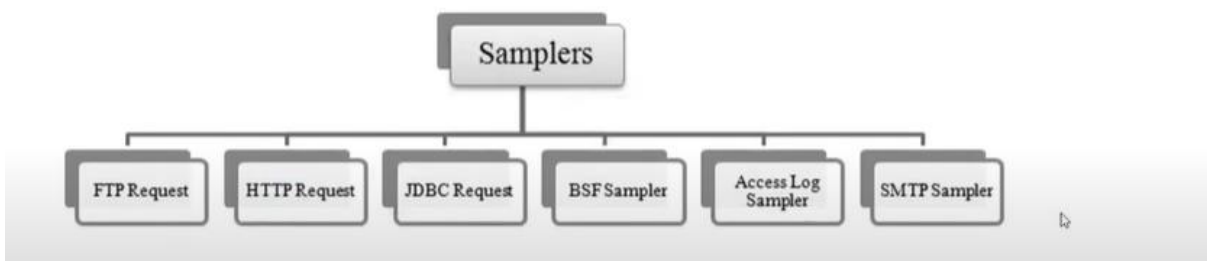 Samplers
FTP Request
HTTP Request
JDBC Request
BSF Sampler
Access Log
Sampler
SMTP Sampler